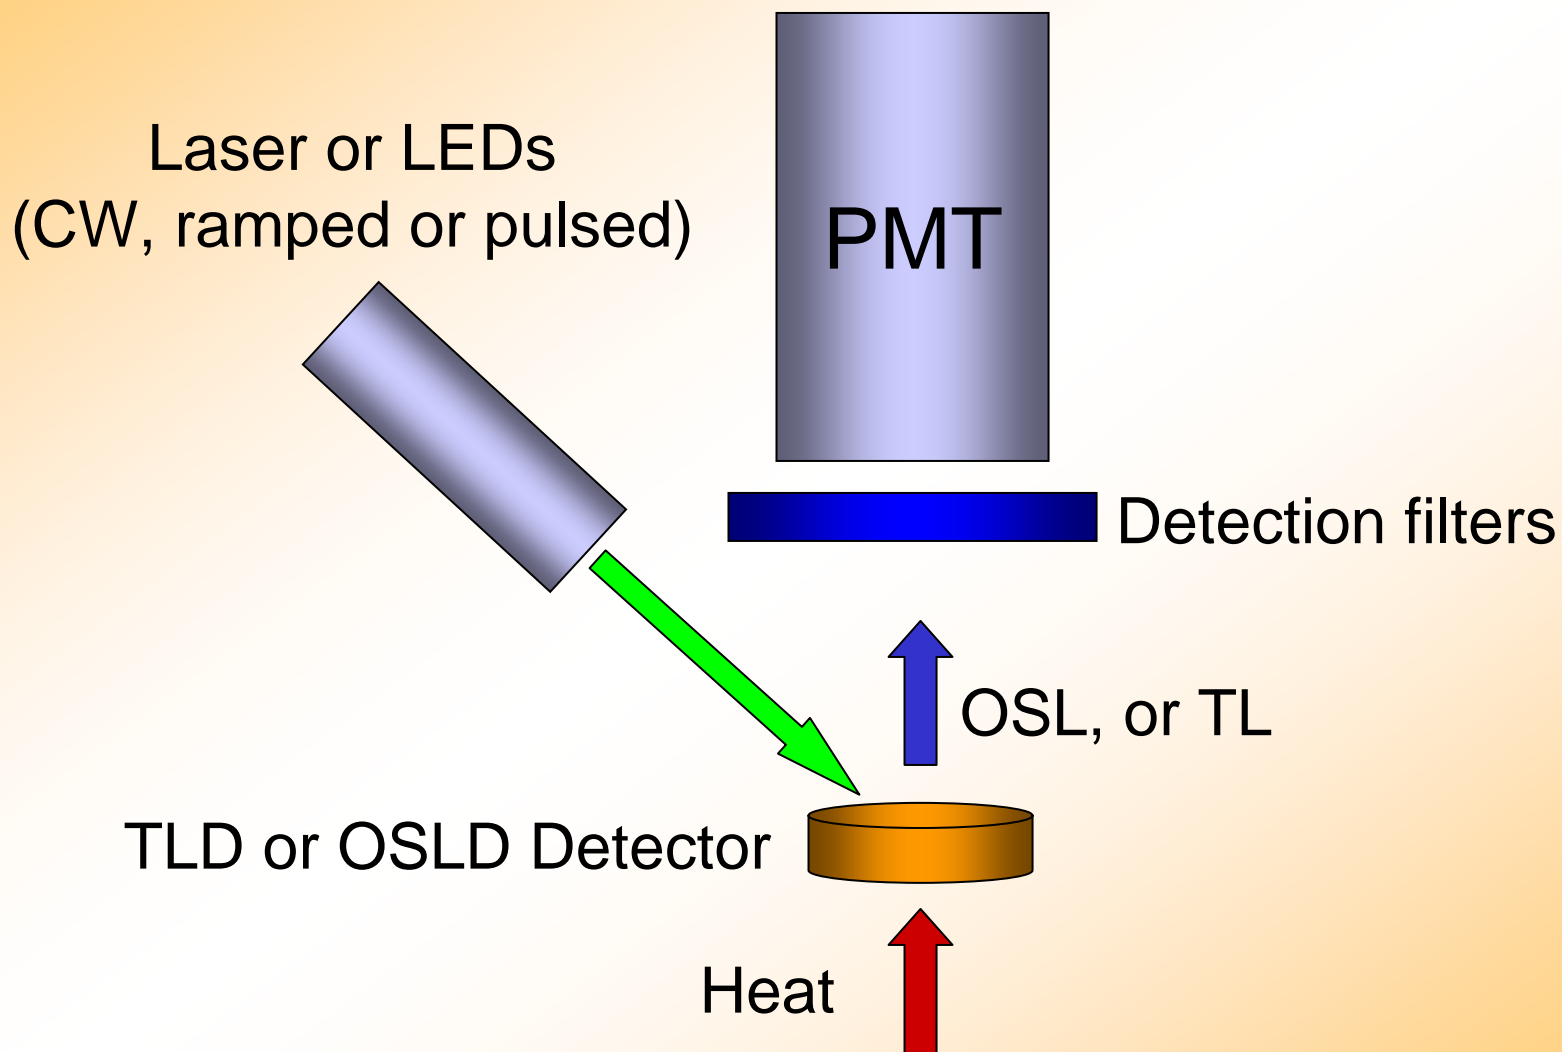 Laser or LEDs
(CW, ramped or pulsed)
PMT
Detection filters
OSL, or TL
TLD or OSLD Detector
Heat